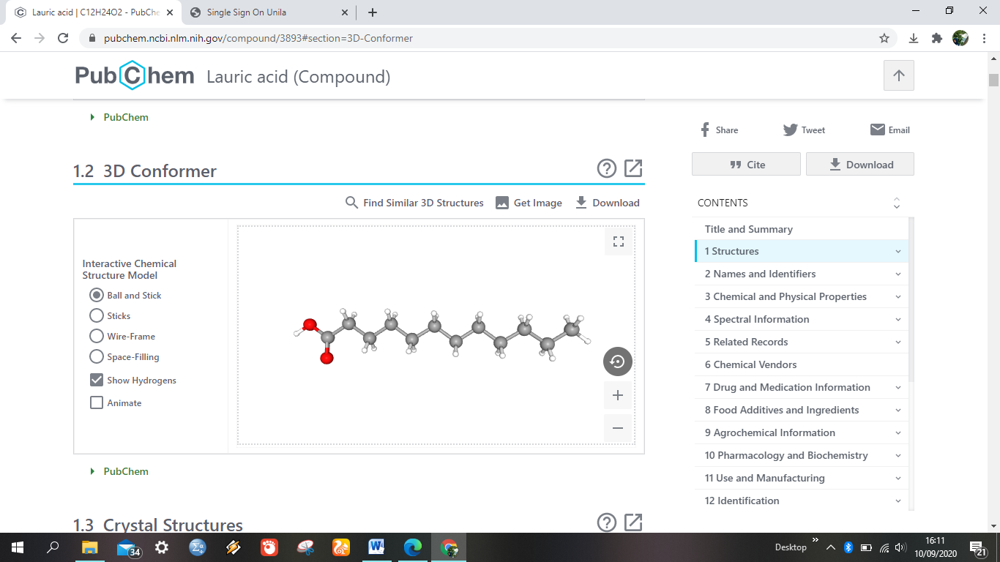 Lauric acid | C12H24O2 - PubChe
Single Sign On Unila
pubchem.ncbi.nlm.nih.gov/compound/3893#section=3D-Conformer
PubChem Lauric acid (Compound)
PubChem
Share
Tweet
Email
Cite
Download
1.2 3D Conformer
Find Similar 3D Structures
Get Image
Download
Interactive Chemical
Structure Model
Ball and Stick
Sticks
Wire-Frame
Space-Filling
Show Hydrogens
Animate
PubChem
1.3 Crystal Structures
CONTENTS
Title and Summary
1 Structures
2 Names and Identifiers
3 Chemical and Physical Properties
4 Spectral Information
5 Related Records
6 Chemical Vendors
7 Drug and Medication Information
8 Food Additives and Ingredients
9 Agrochemical Information
10 Pharmacology and Biochemistry
11 Use and Manufacturing
12 Identification
34
Desktop
16:11
10/09/2020
21